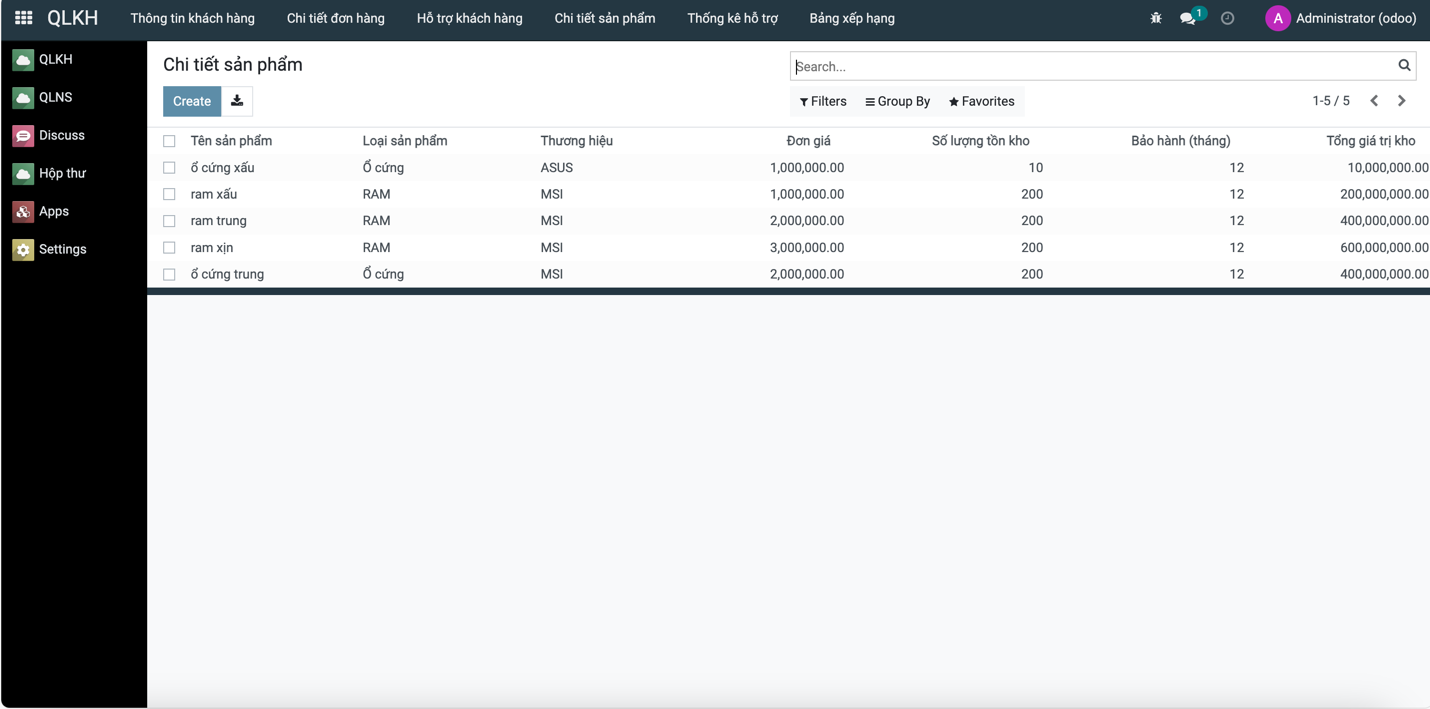 QLKH Thông tin khách hàng Chi tiết đơn hàng Hỗ trợ khách hàng Chi tiết sản phẩm Thống kê hỗ trợ Bảng xếp hạng 1 A Administrator (odoo)
QLKH
QLNS
Discuss
Hộp thư
Apps
Settings
Chi tiết sản phẩm
Search...
Create
Filters Group By Favorites 1-5 / 5
Tên sản phẩm Loại sản phẩm Thương hiệu Đơn giá Số lượng tồn kho Bảo hành (tháng) Tổng giá trị kho
ổ cứng xấu Ổ cứng ASUS 1,000,000.00 10 12 10,000,000.00
ram xấu RAM MSI 1,000,000.00 200 12 200,000,000.00
ram trung RAM MSI 2,000,000.00 200 12 400,000,000.00
ram xịn RAM MSI 3,000,000.00 200 12 600,000,000.00
ổ cứng trung Ổ cứng MSI 2,000,000.00 200 12 400,000,000.00